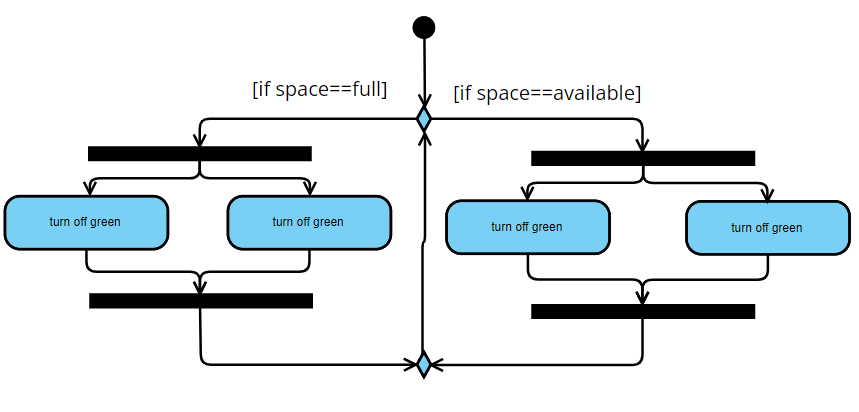 [if space==full]
[if space==available]
turn off green
turn off green
turn off green
turn off green